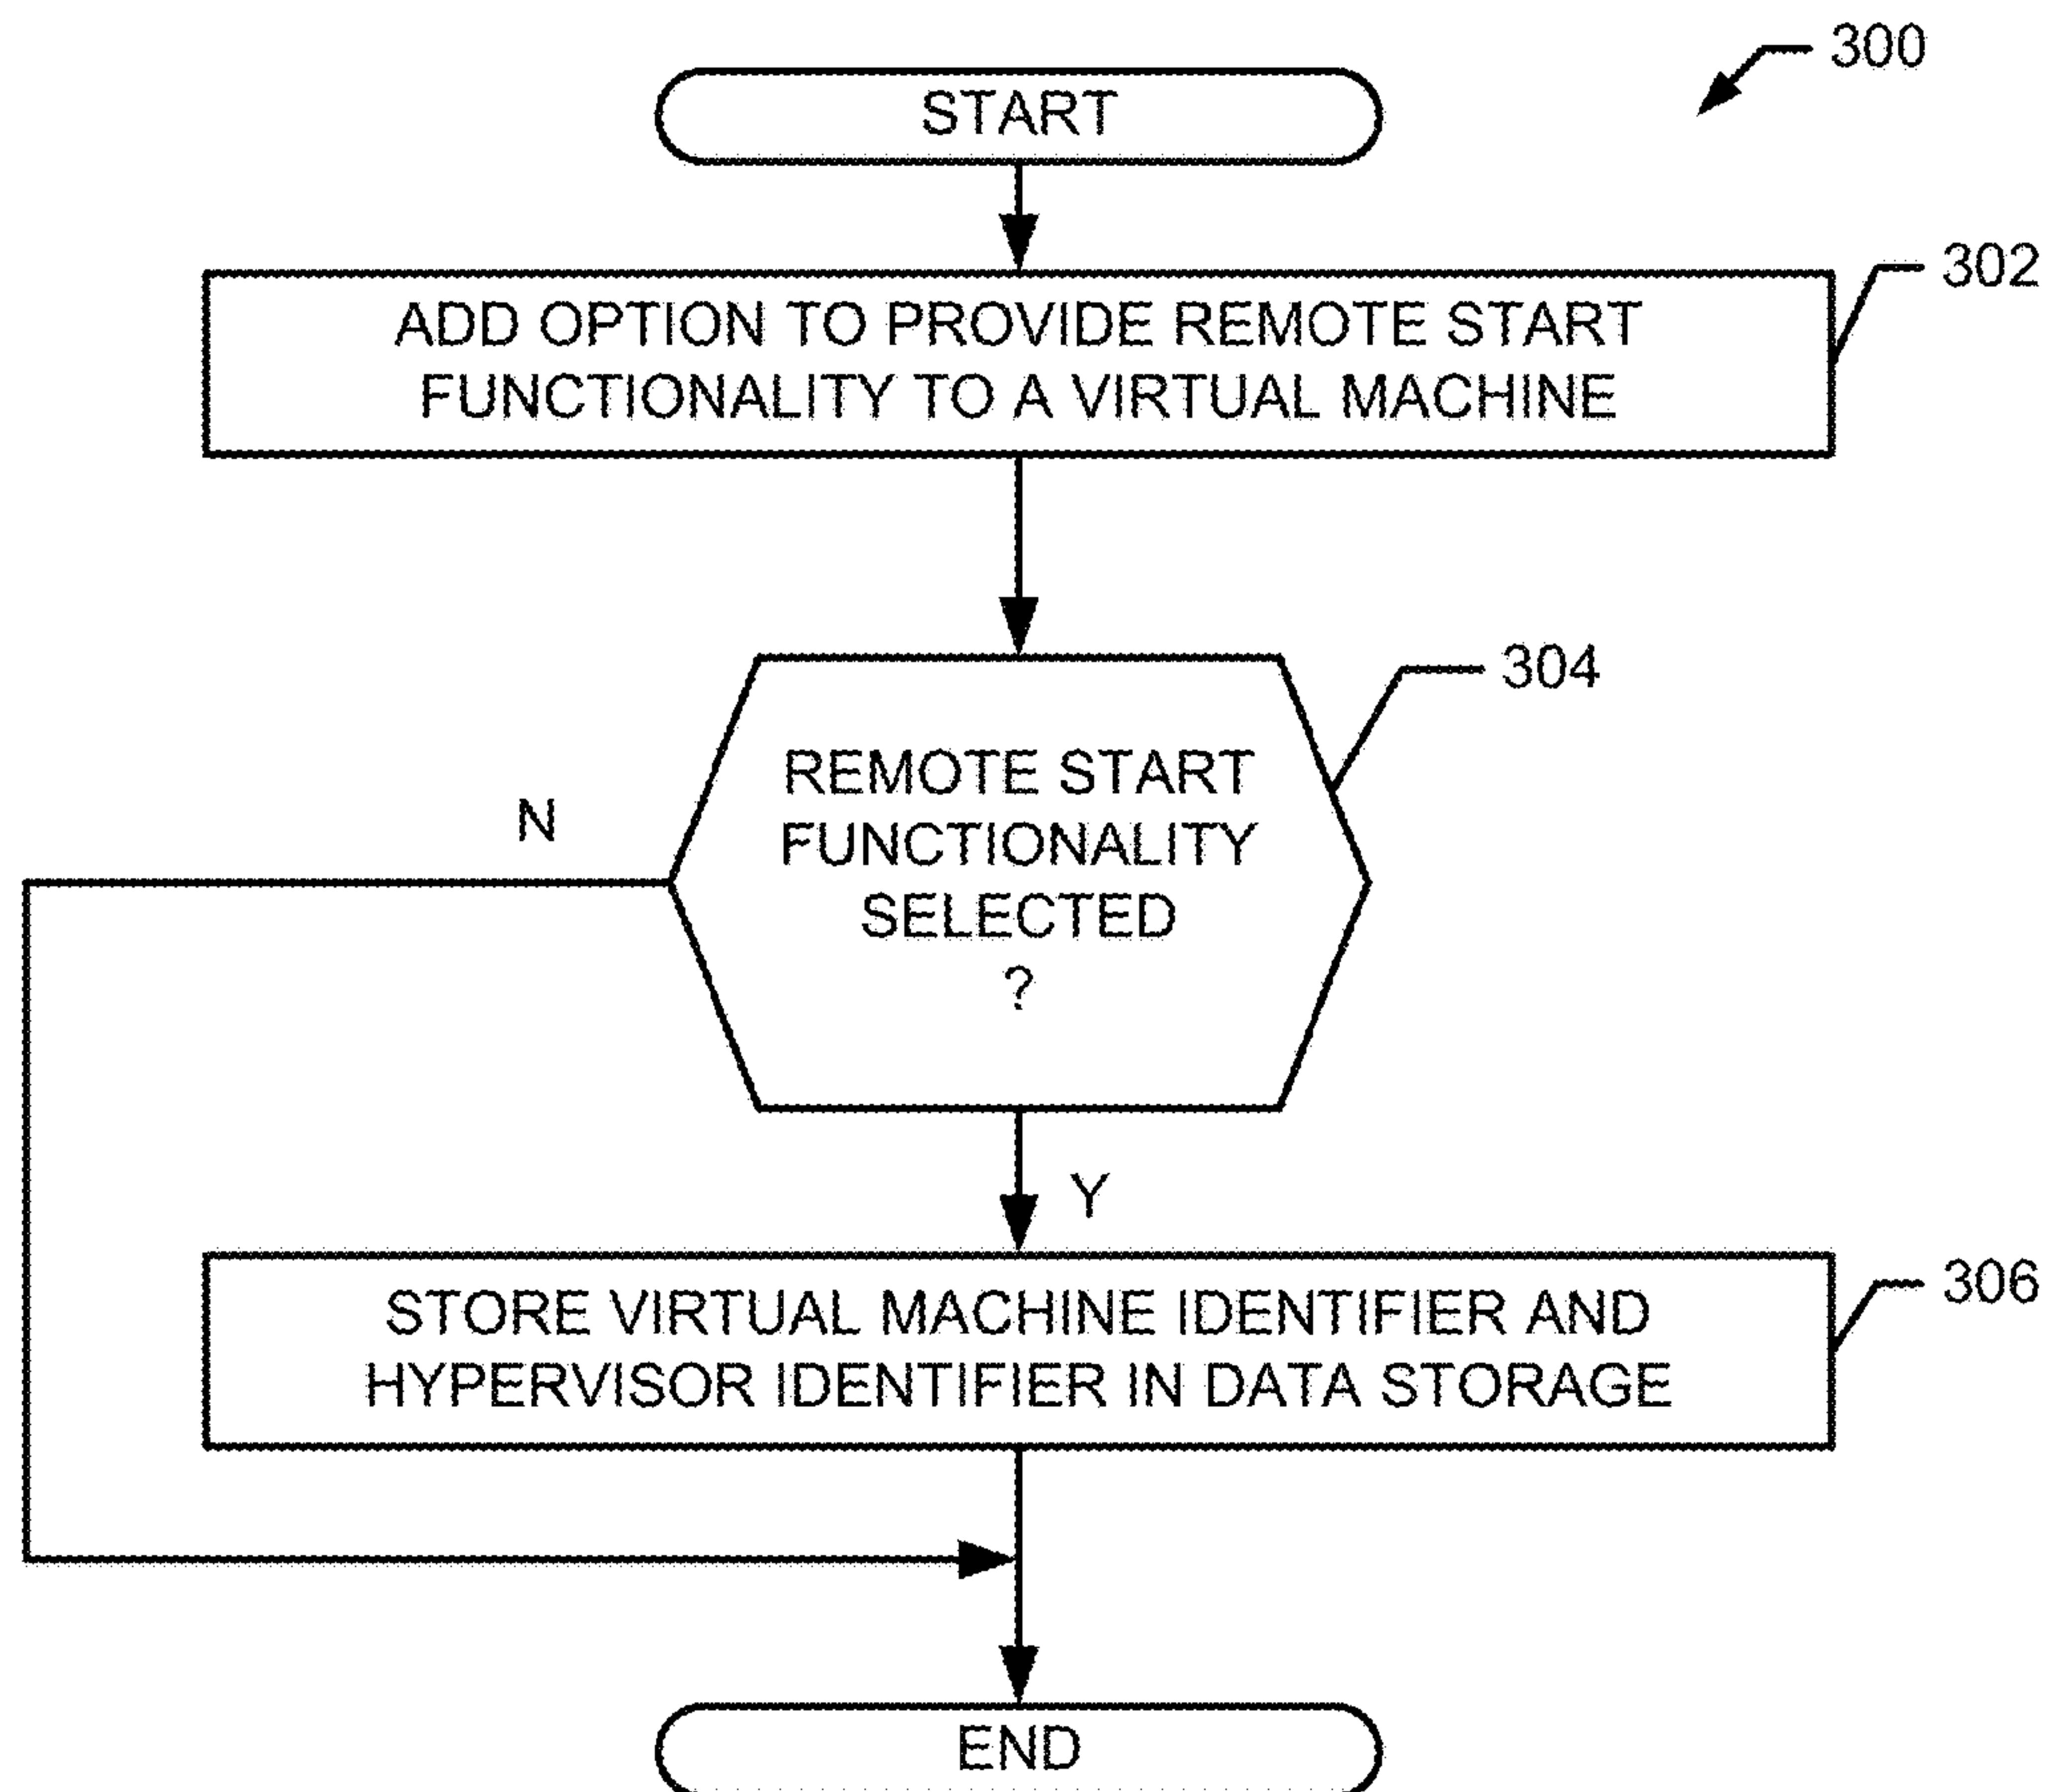 300
START
302
ADD OPTION TO PROVIDE REMOTE START
FUNCTIONALITY TO A VIRTUAL MACHINE
304
REMOTE START
FUNCTIONALITY
SELECTED
?
N
Y
306
STORE VIRTUAL MACHINE IDENTIFIER AND
HYPERVISOR IDENTIFIER IN DATA STORAGE
END